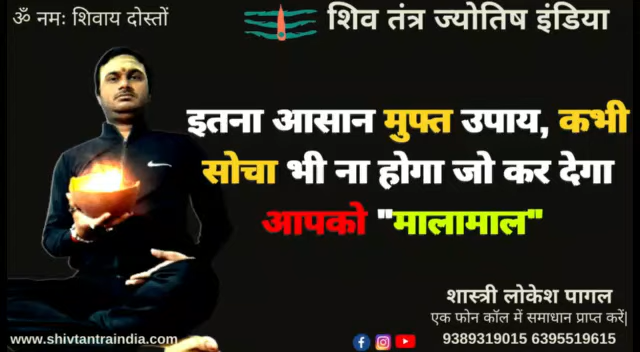 ॐ नमः शिवाय दोस्तों
शिव तंत्र ज्योतिष इंडिया
इतना आसान मुफ्त उपाय, कभी
सोचा भी ना होगा जो कर देगा
आपको "मालामाल"
शास्त्री लोकेश पागल
एक फोन कॉल में समाधान प्राप्त करें|
www.shivtantraindia.com
9389319015 6395519615